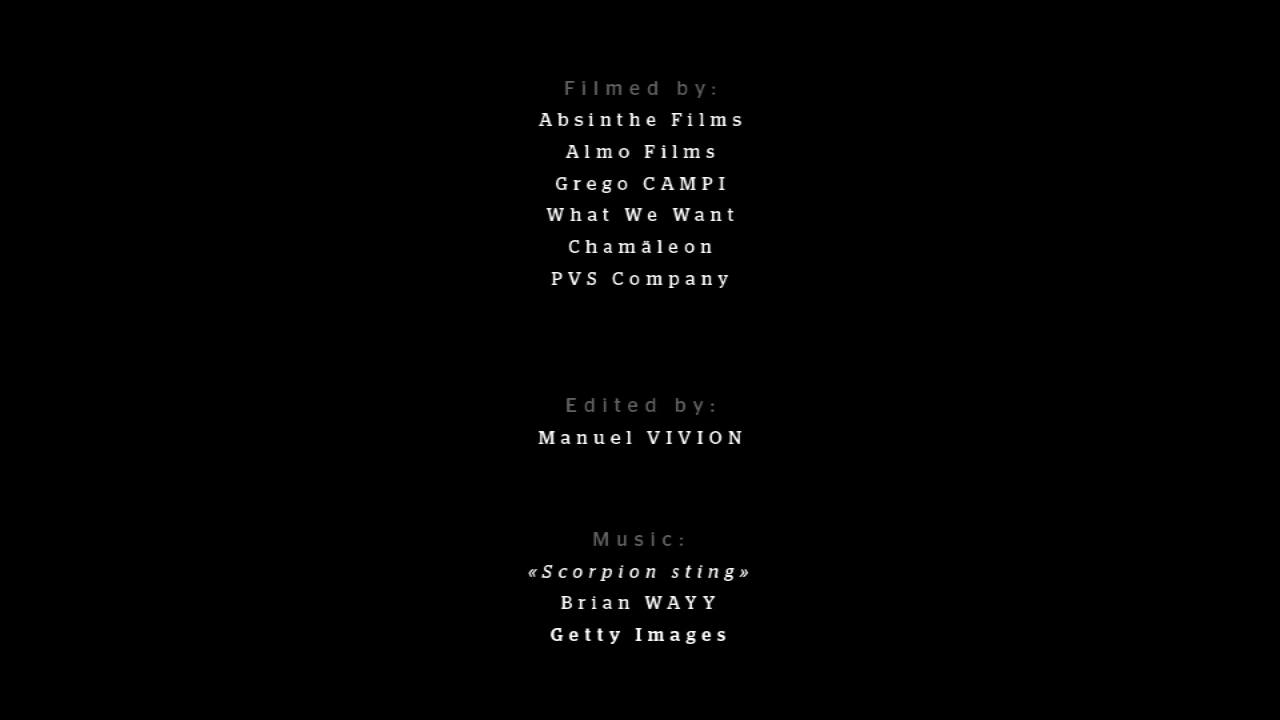 Filmed by:
Absinthe Films
Almo Films
Grego CAMPI
What We Want
Chamäleon
PVS Company
Edited by:
Manuel VIVION
Music:
«Scorpion sting»
Brian WAYY
Getty Images